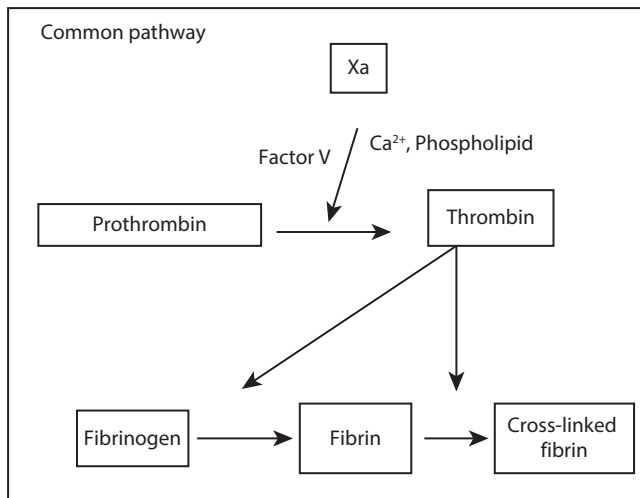 Common pathway
Xa
Factor V
Ca²⁺, Phospholipid
Prothrombin
Thrombin
Fibrinogen
Fibrin
Cross-linked
fibrin